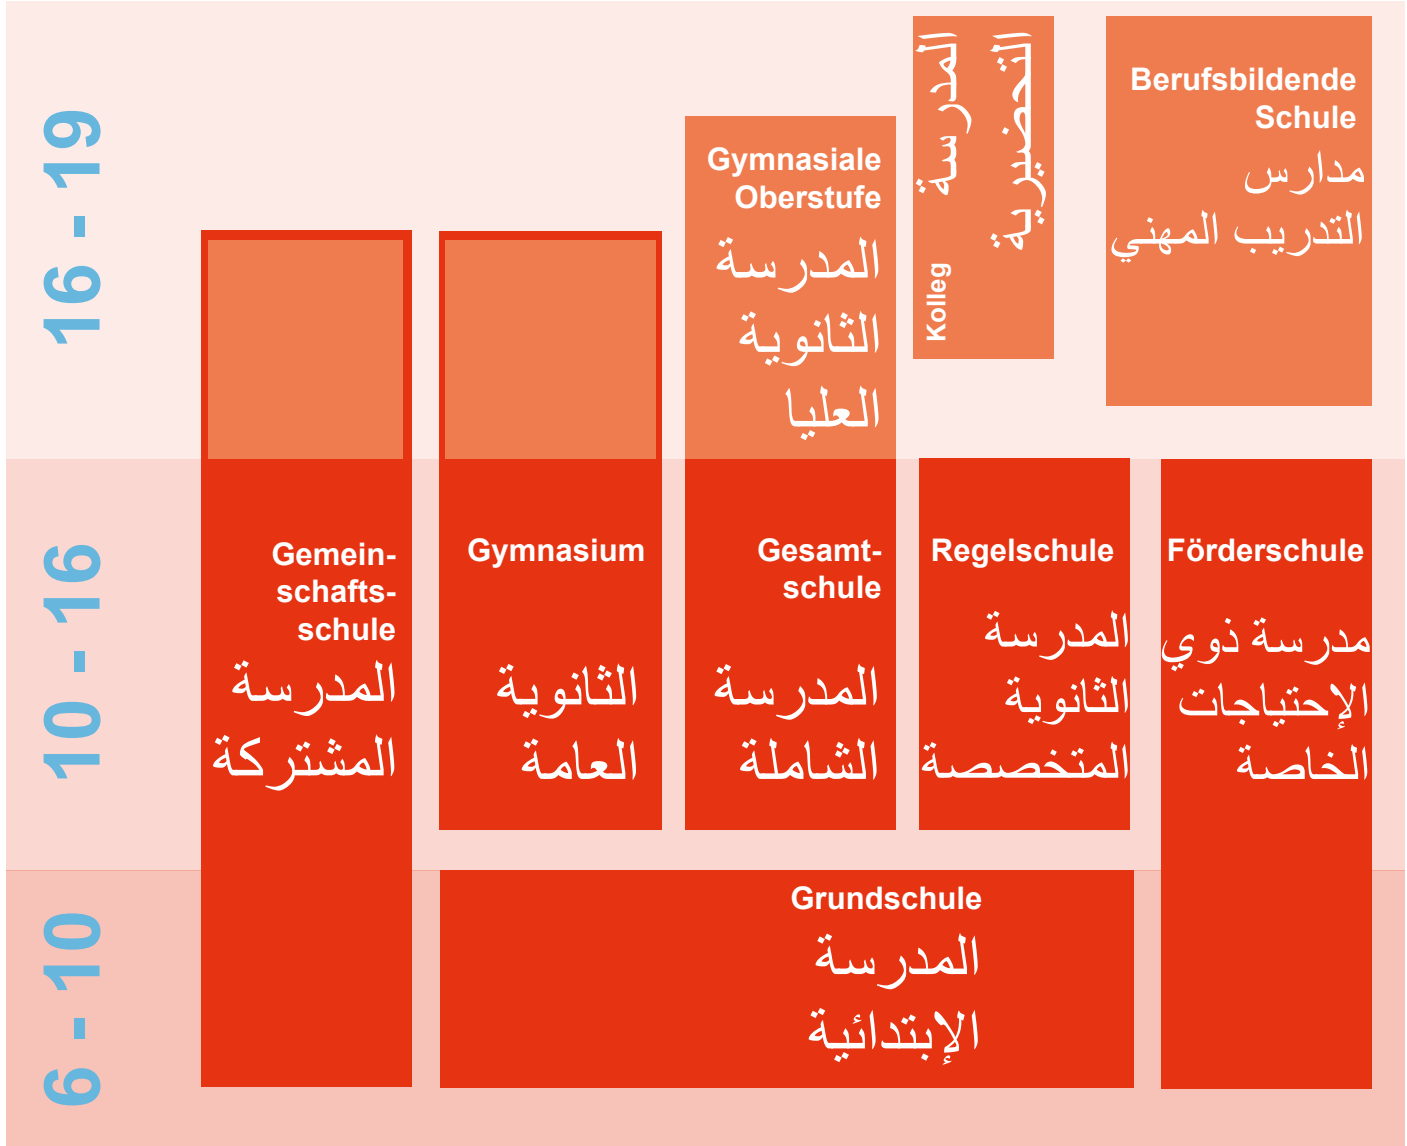 16 - 19
Gymnasiale
Oberstufe
المدرسة
الثانوية
العليا
Kolleg
المدرسة
التحضيرية
Berufsbildende
Schule
مدارس
التدريب المهني
10 - 16
Gemein-
schafts-
schule
المدرسة
المشتركة
Gymnasium
الثانوية
العامة
Gesamt-
schule
المدرسة
الشاملة
Regelschule
المدرسة
الثانوية
المتخصصة
Förderschule
مدرسة ذوي
الإحتياجات
الخاصة
6 - 10
Grundschule
المدرسة
الإبتدائية